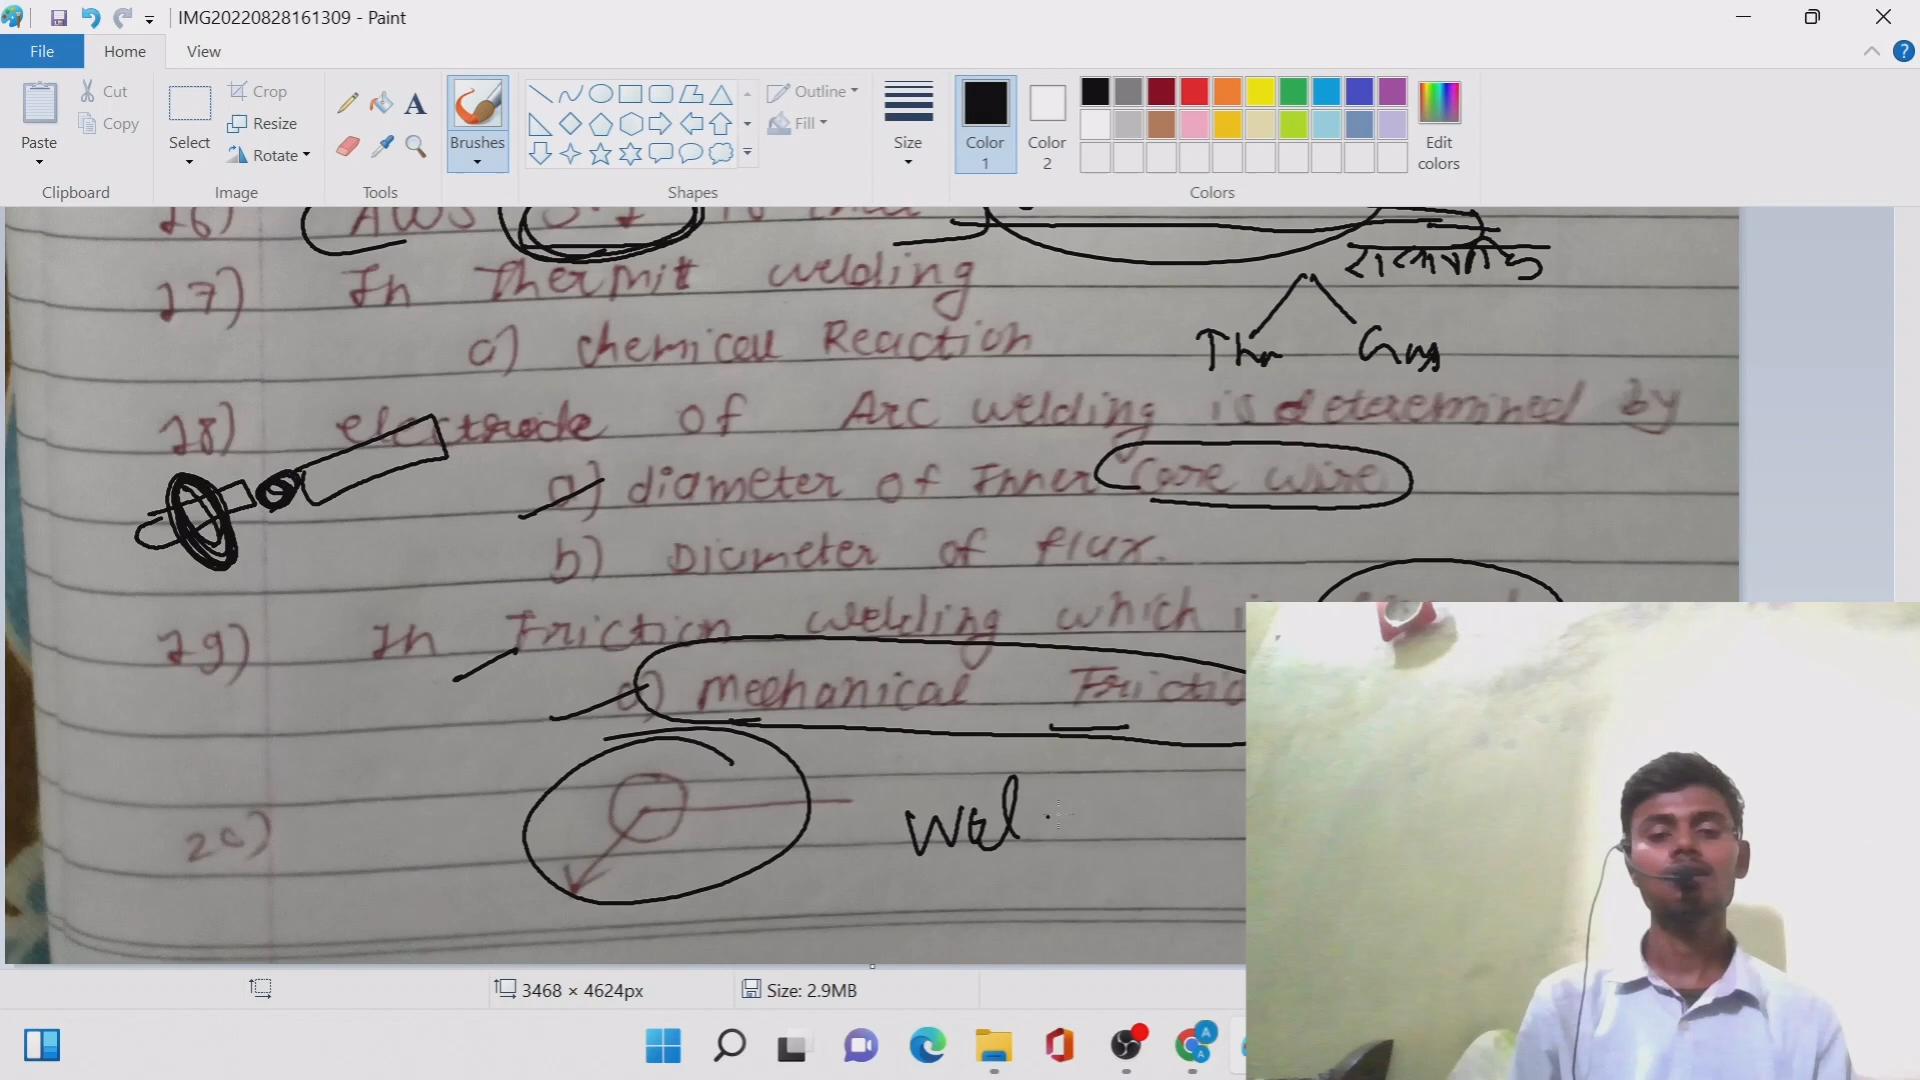 IMG20220828161309 - Paint
File Home View
Paste Cut Copy Select Crop Resize Rotate Brushes Outline Fill Size Color 1 Color 2 Edit colors
Clipboard Image Tools Shapes Colors
AWS
17) In Thermit welding
a) chemical Reaction
18) electrode of Arc welding is determined by
a) diameter of Inner Core wire
b) Diameter of flux.
19) In Friction welding which
a) mechanical
20) Wel
3468 × 4624px Size: 2.9MB